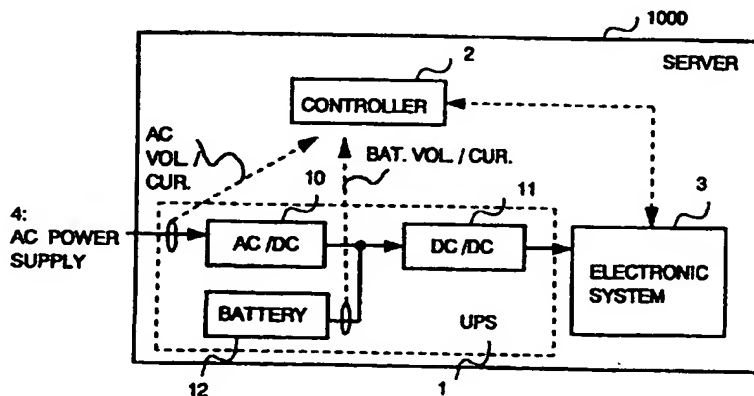 1000
SERVER
2
CONTROLLER
AC
VOL. /
CUR.
BAT. VOL. / CUR.
10
11
3
4:
AC POWER
SUPPLY
AC /DC
DC /DC
ELECTRONIC
SYSTEM
BATTERY
UPS
12
1